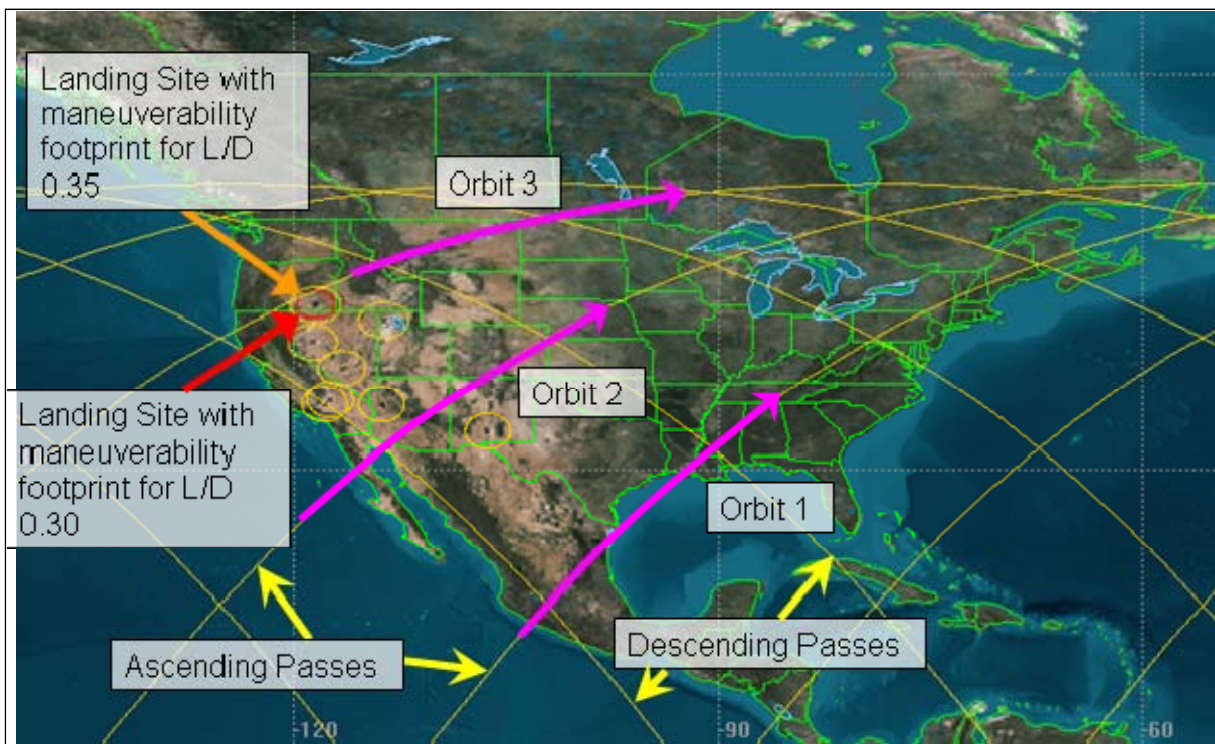 Landing Site with
maneuverability
footprint for L/D
0.35
Orbit 3
Orbit 2
Landing Site with
maneuverability
footprint for L/D
0.30
Orbit 1
Ascending Passes
Descending Passes
-120
-90
-60